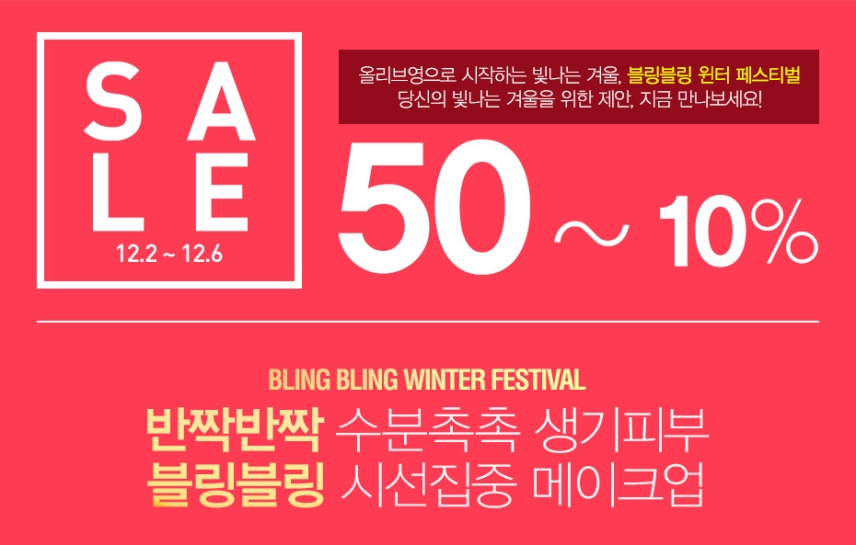 SALE
12.2 ~ 12.6
올리브영으로 시작하는 빛나는 겨울, 블링블링 윈터 페스티벌
당신의 빛나는 겨울을 위한 제안, 지금 만나보세요!
50 ~ 10%
BLING BLING WINTER FESTIVAL
반짝반짝 수분촉촉 생기피부
블링블링 시선집중 메이크업